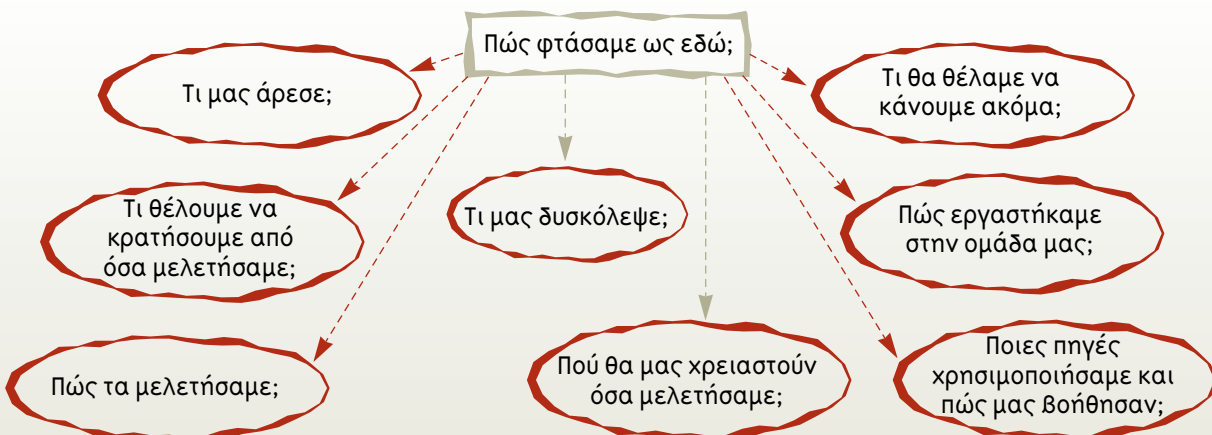 Πώς φτάσαμε ως εδώ;
Τι μας άρεσε;
Τι θα θέλαμε να
κάνουμε ακόμα;
Τι θέλουμε να
κρατήσουμε από
όσα μελετήσαμε;
Τι μας δυσκόλεψε;
Πώς εργαστήκαμε
στην ομάδα μας;
Πώς τα μελετήσαμε;
Πού θα μας χρειαστούν
όσα μελετήσαμε;
Ποιες πηγές
χρησιμοποιήσαμε και
πώς μας βοήθησαν;